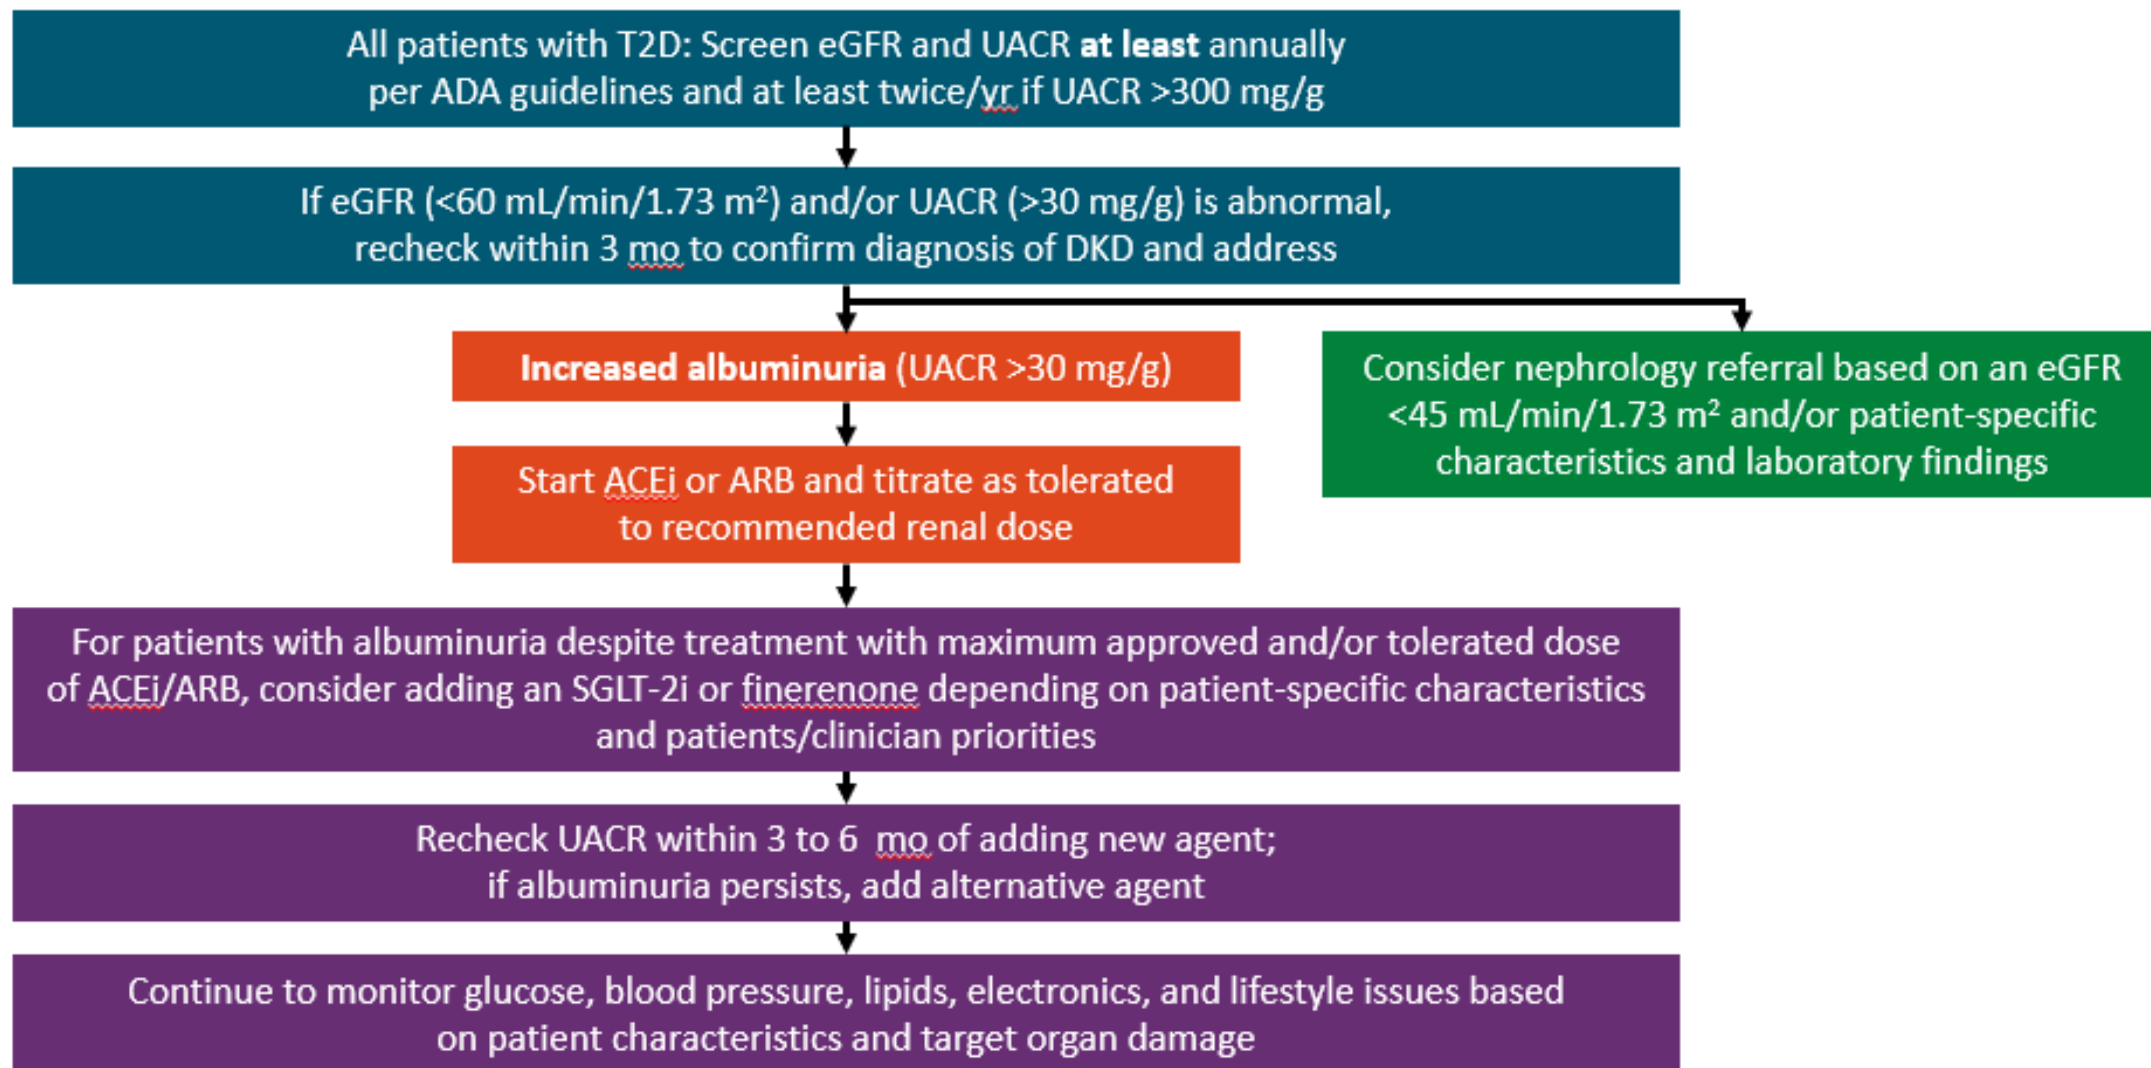 All patients with T2D: Screen eGFR and UACR at least annually
per ADA guidelines and at least twice/yr if UACR >300 mg/g
If eGFR (<60 mL/min/1.73 m²) and/or UACR (>30 mg/g) is abnormal,
recheck within 3 mo to confirm diagnosis of DKD and address
Increased albuminuria (UACR >30 mg/g)
Consider nephrology referral based on an eGFR
<45 mL/min/1.73 m² and/or patient-specific
characteristics and laboratory findings
Start ACEi or ARB and titrate as tolerated
to recommended renal dose
For patients with albuminuria despite treatment with maximum approved and/or tolerated dose
of ACEi/ARB, consider adding an SGLT-2i or finerenone depending on patient-specific characteristics
and patients/clinician priorities
Recheck UACR within 3 to 6 mo of adding new agent;
if albuminuria persists, add alternative agent
Continue to monitor glucose, blood pressure, lipids, electronics, and lifestyle issues based
on patient characteristics and target organ damage